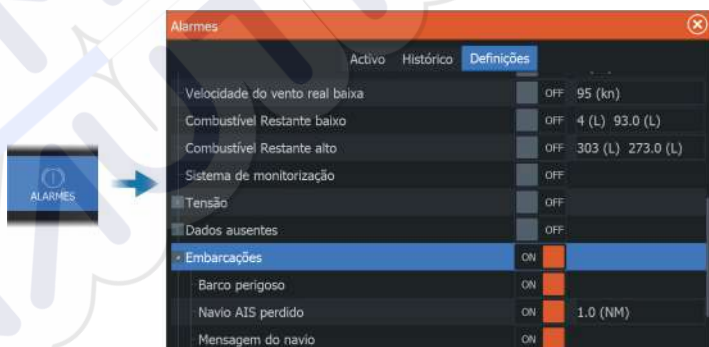 Alarmes
Activo Histórico Definições
Velocidade do vento real baixa OFF 95 (kn)
Combustível Restante baixo OFF 4 (L) 93.0 (L)
Combustível Restante alto OFF 303 (L) 273.0 (L)
Sistema de monitorização OFF
ALARMES
Tensão OFF
Dados ausentes OFF
Embarcações ON
Barco perigoso ON
Navio AIS perdido ON 1.0 (NM)
Mensagem do navio ON